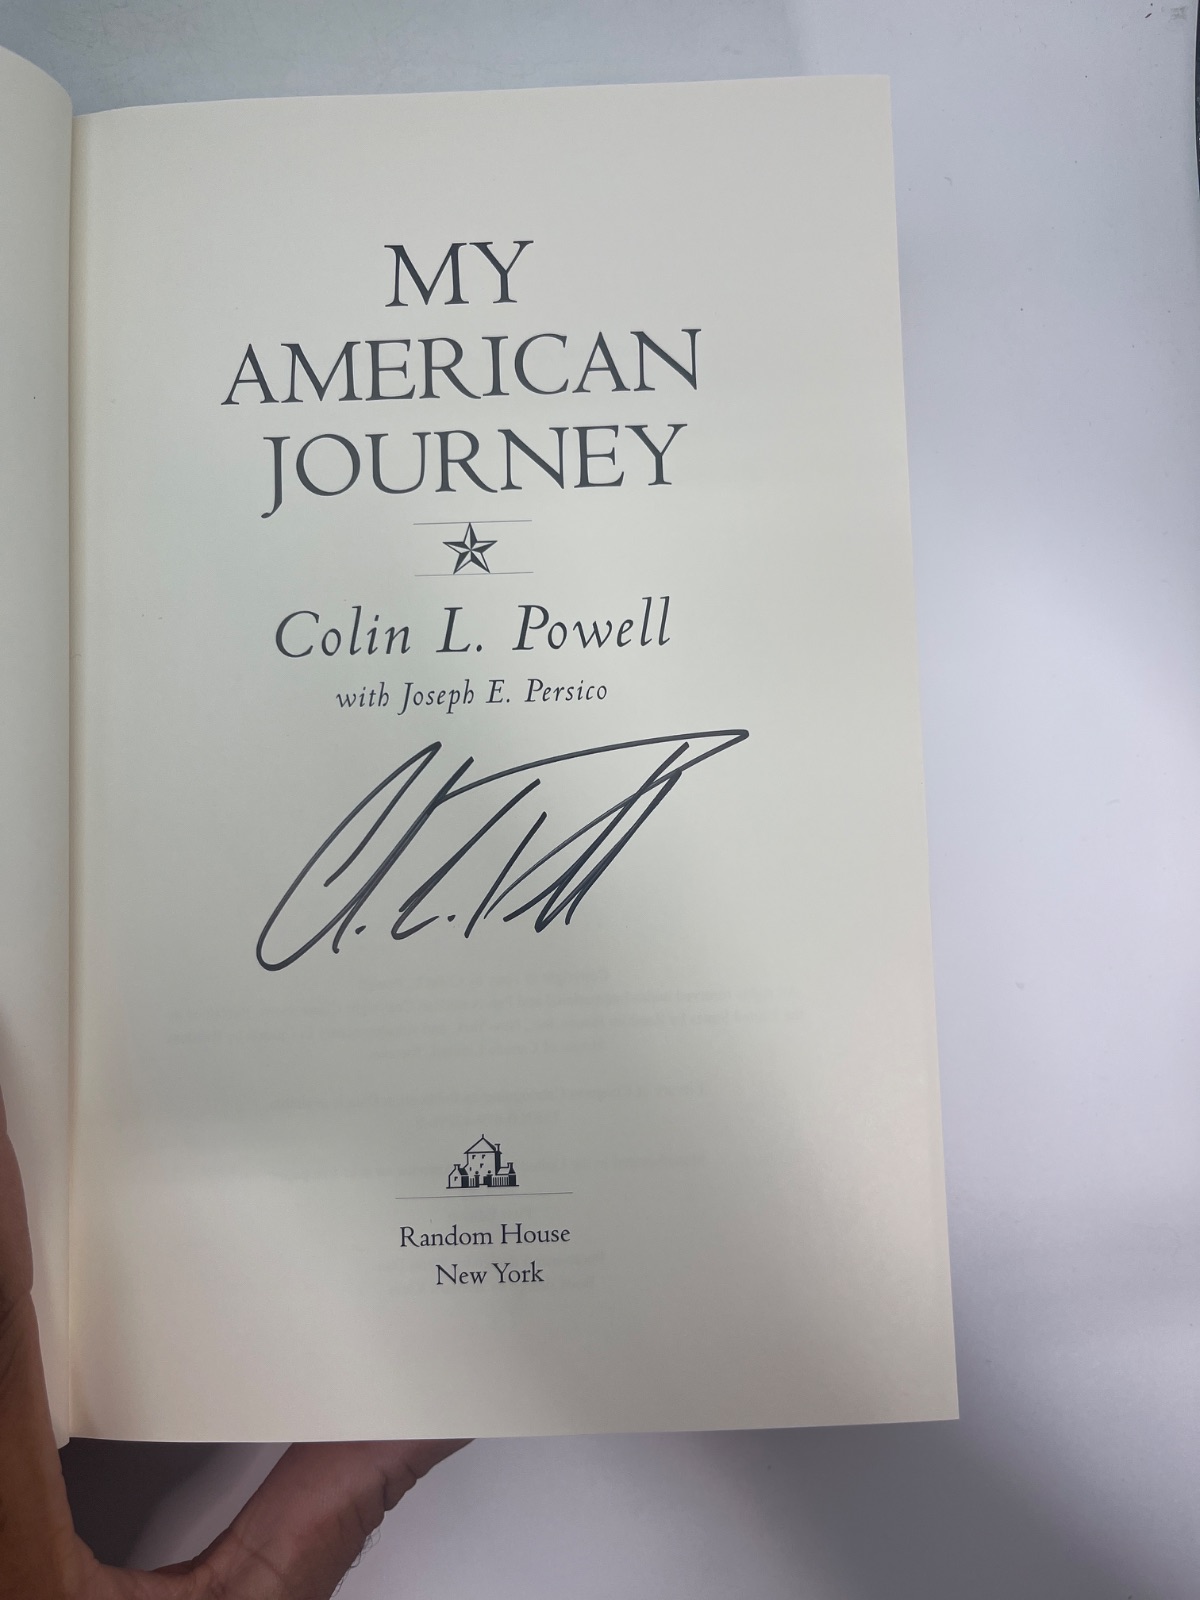 MY
AMERICAN
JOURNEY
Colin L. Powell
with Joseph E. Persico
Random House
New York